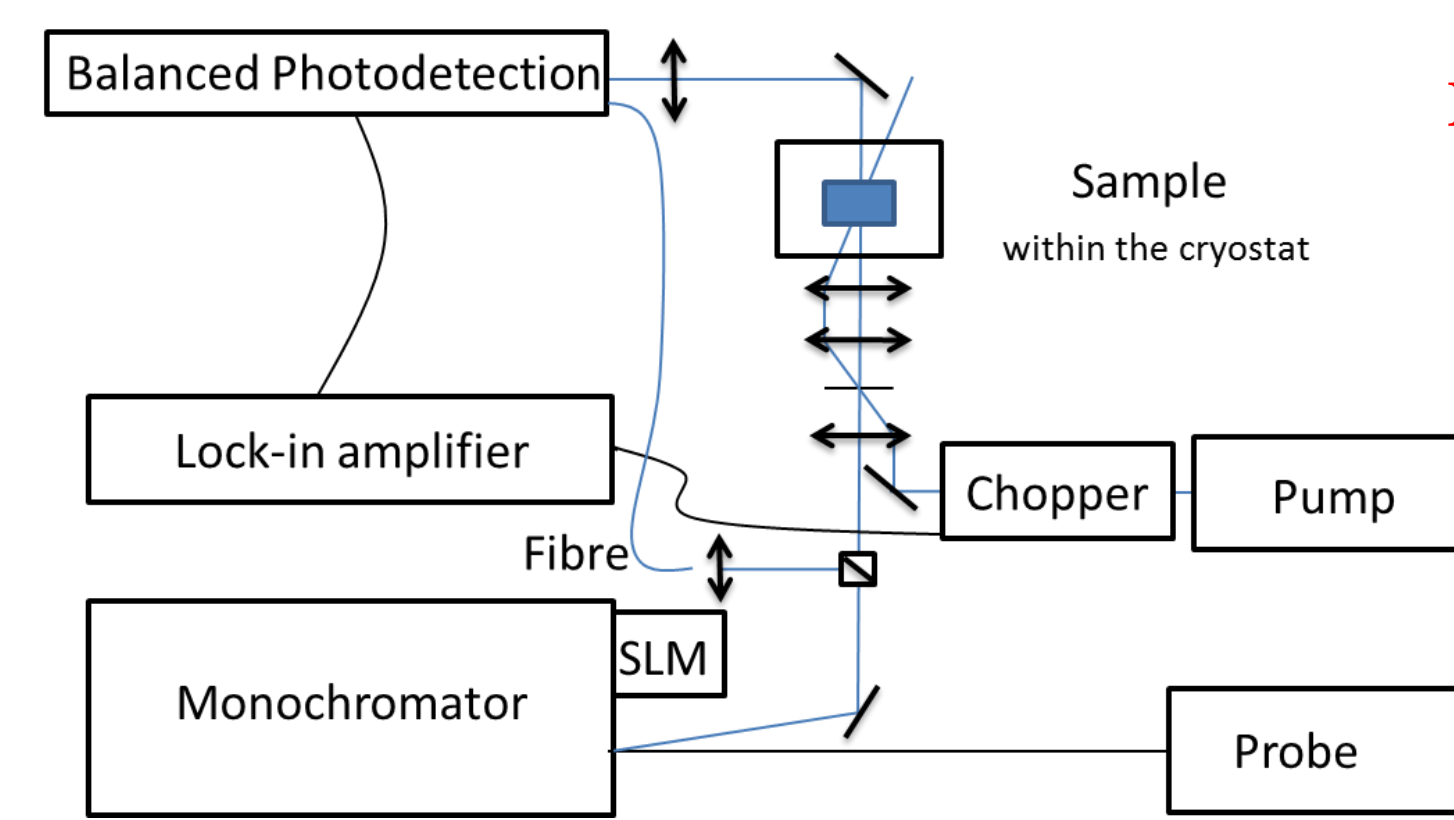 Balanced Photodetection
Sample
within the cryostat
Lock-in amplifier
Chopper
Pump
Fibre
SLM
Monochromator
Probe